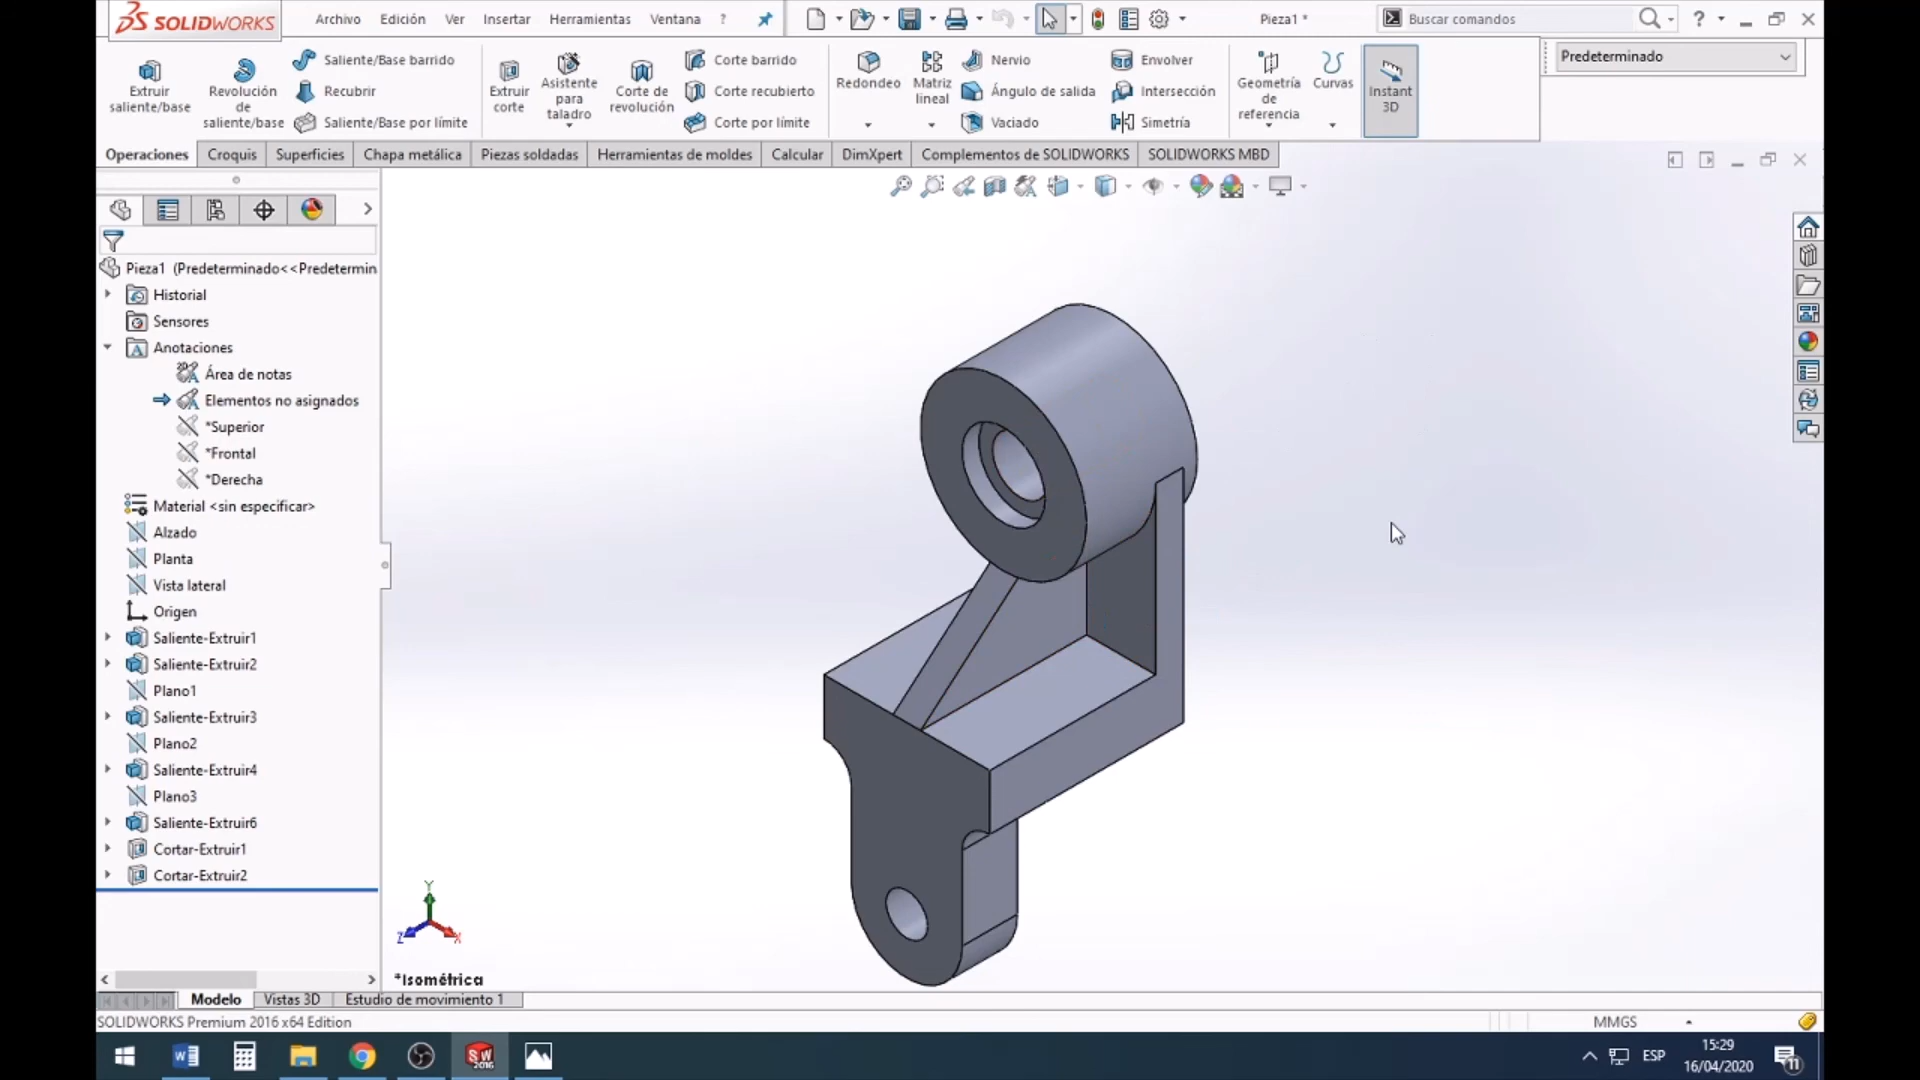 SOLIDWORKS
Archivo Edición Ver Insertar Herramientas Ventana ?
Pieza1 *
Buscar comandos
?
Extruir saliente/base
Revolución de saliente/base
Saliente/Base barrido
Recubrir
Saliente/Base por límite
Extruir corte
Asistente para taladro
Corte de revolución
Corte barrido
Corte recubierto
Corte por límite
Redondeo
Matriz lineal
Nervio
Ángulo de salida
Vaciado
Envolver
Intersección
Simetría
Geometría de referencia
Curvas
Instant 3D
Predeterminado
Operaciones Croquis Superficies Chapa metálica Piezas soldadas Herramientas de moldes Calcular DimXpert Complementos de SOLIDWORKS SOLIDWORKS MBD
Pieza1 (Predeterminado<<Predetermin
Historial
Sensores
Anotaciones
Área de notas
Elementos no asignados
*Superior
*Frontal
*Derecha
Material <sin especificar>
Alzado
Planta
Vista lateral
Origen
Saliente-Extruir1
Saliente-Extruir2
Plano1
Saliente-Extruir3
Plano2
Saliente-Extruir4
Plano3
Saliente-Extruir6
Cortar-Extruir1
Cortar-Extruir2
Y
Z
X
*Isométrica
Modelo Vistas 3D Estudio de movimiento 1
SOLIDWORKS Premium 2016 x64 Edition
MMGS
SW 2016
ESP
15:29
16/04/2020
11